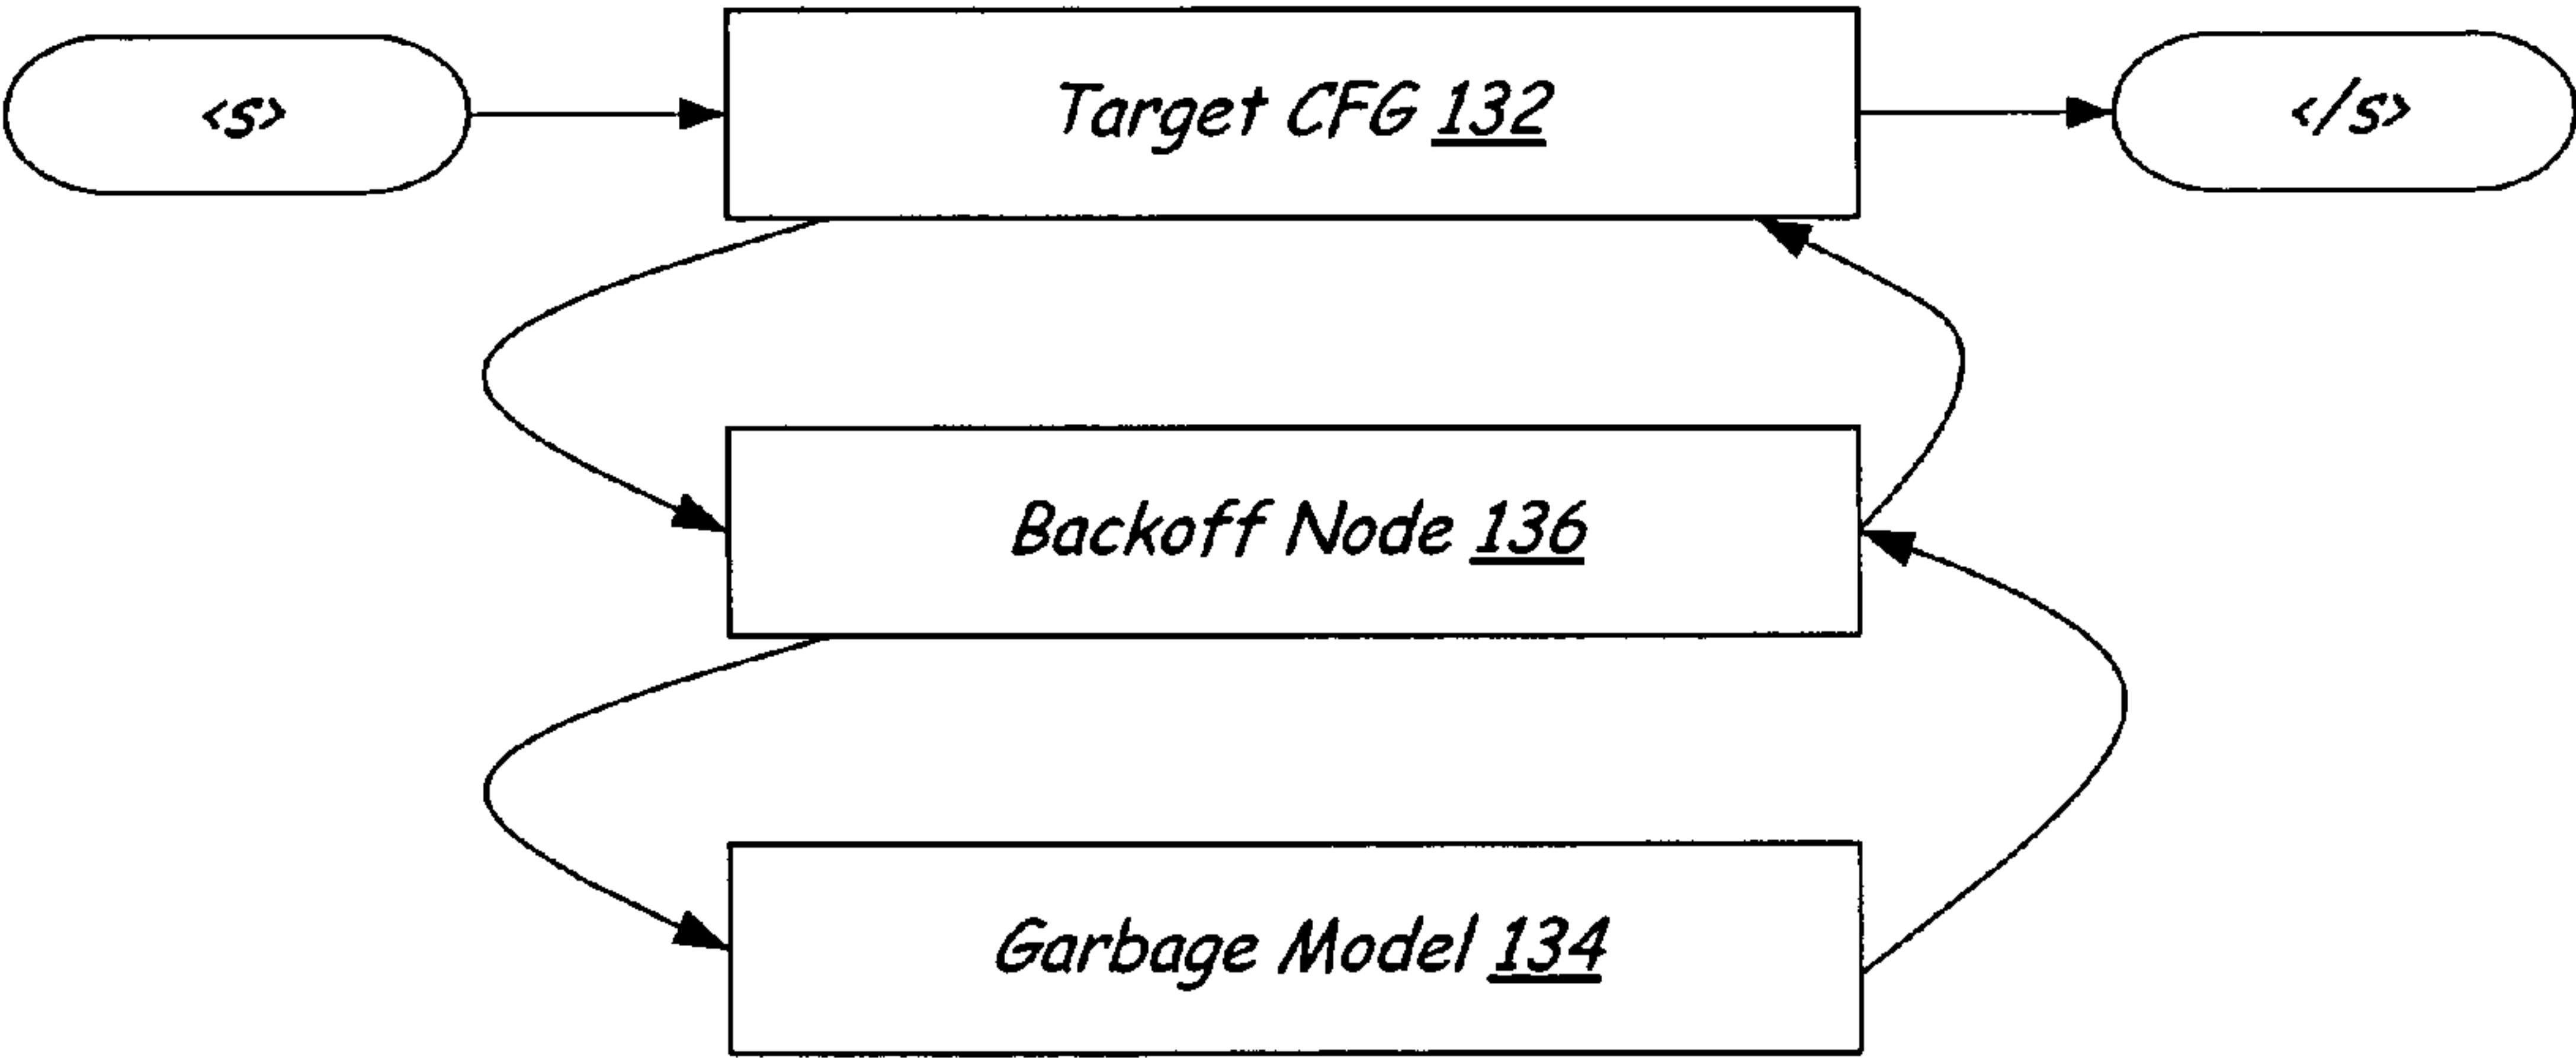 <s>
Target CFG 132
</s>
Backoff Node 136
Garbage Model 134